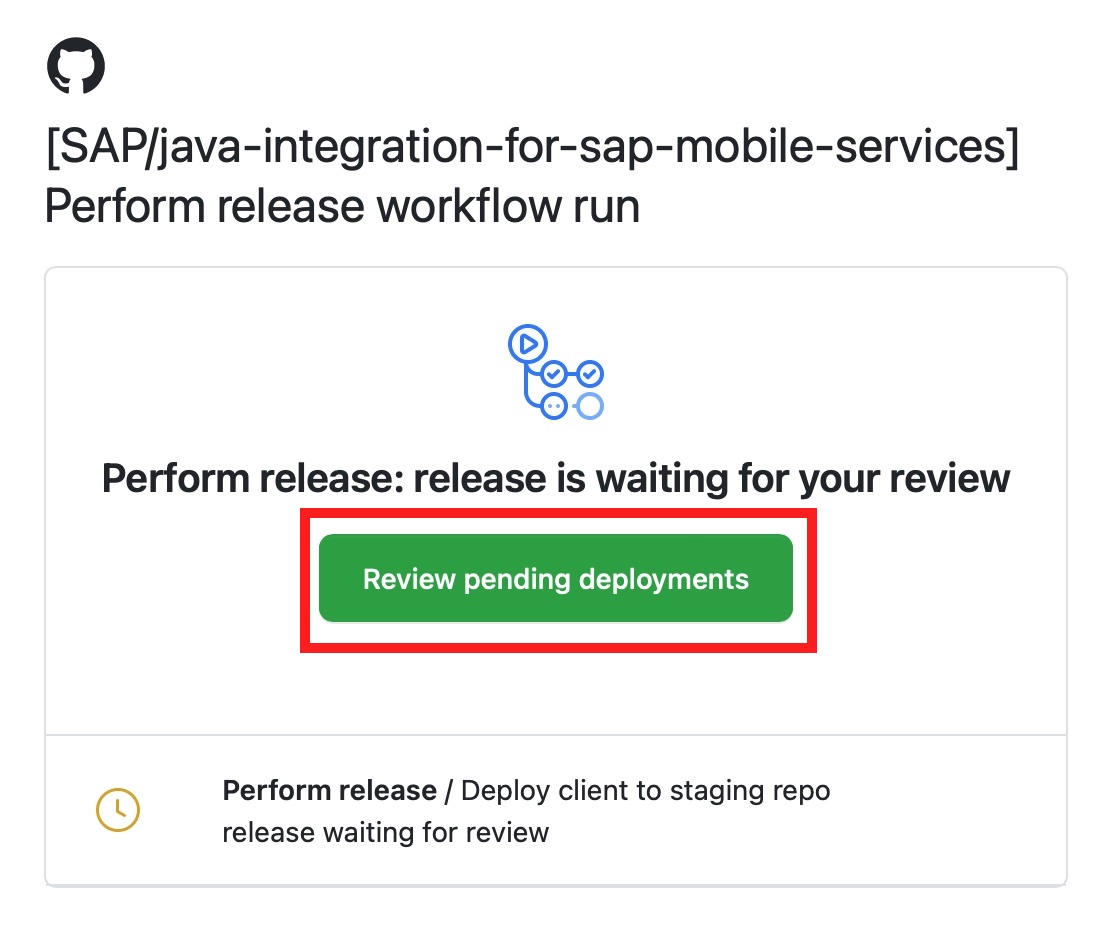 [SAP/java-integration-for-sap-mobile-services]
Perform release workflow run
Perform release: release is waiting for your review
Review pending deployments
Perform release / Deploy client to staging repo
release waiting for review